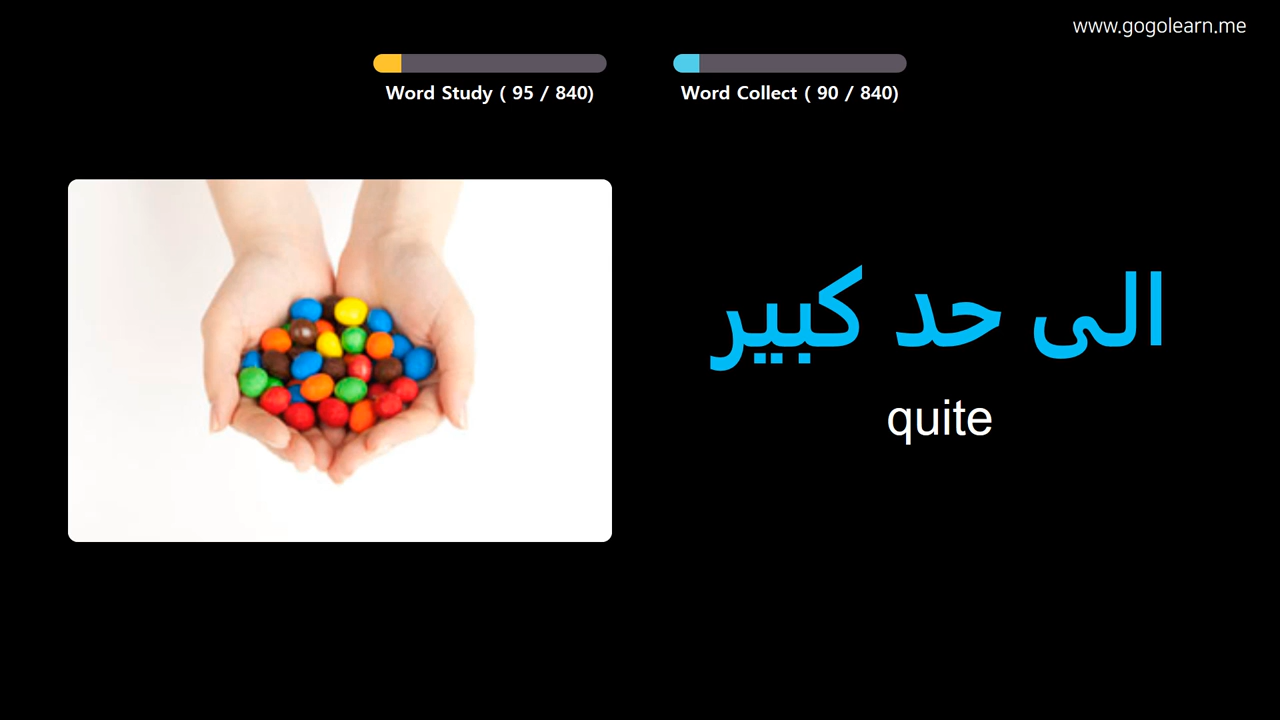 www.gogolearn.me
Word Study ( 95 / 840)
Word Collect ( 90 / 840)
الى حد كبير
quite